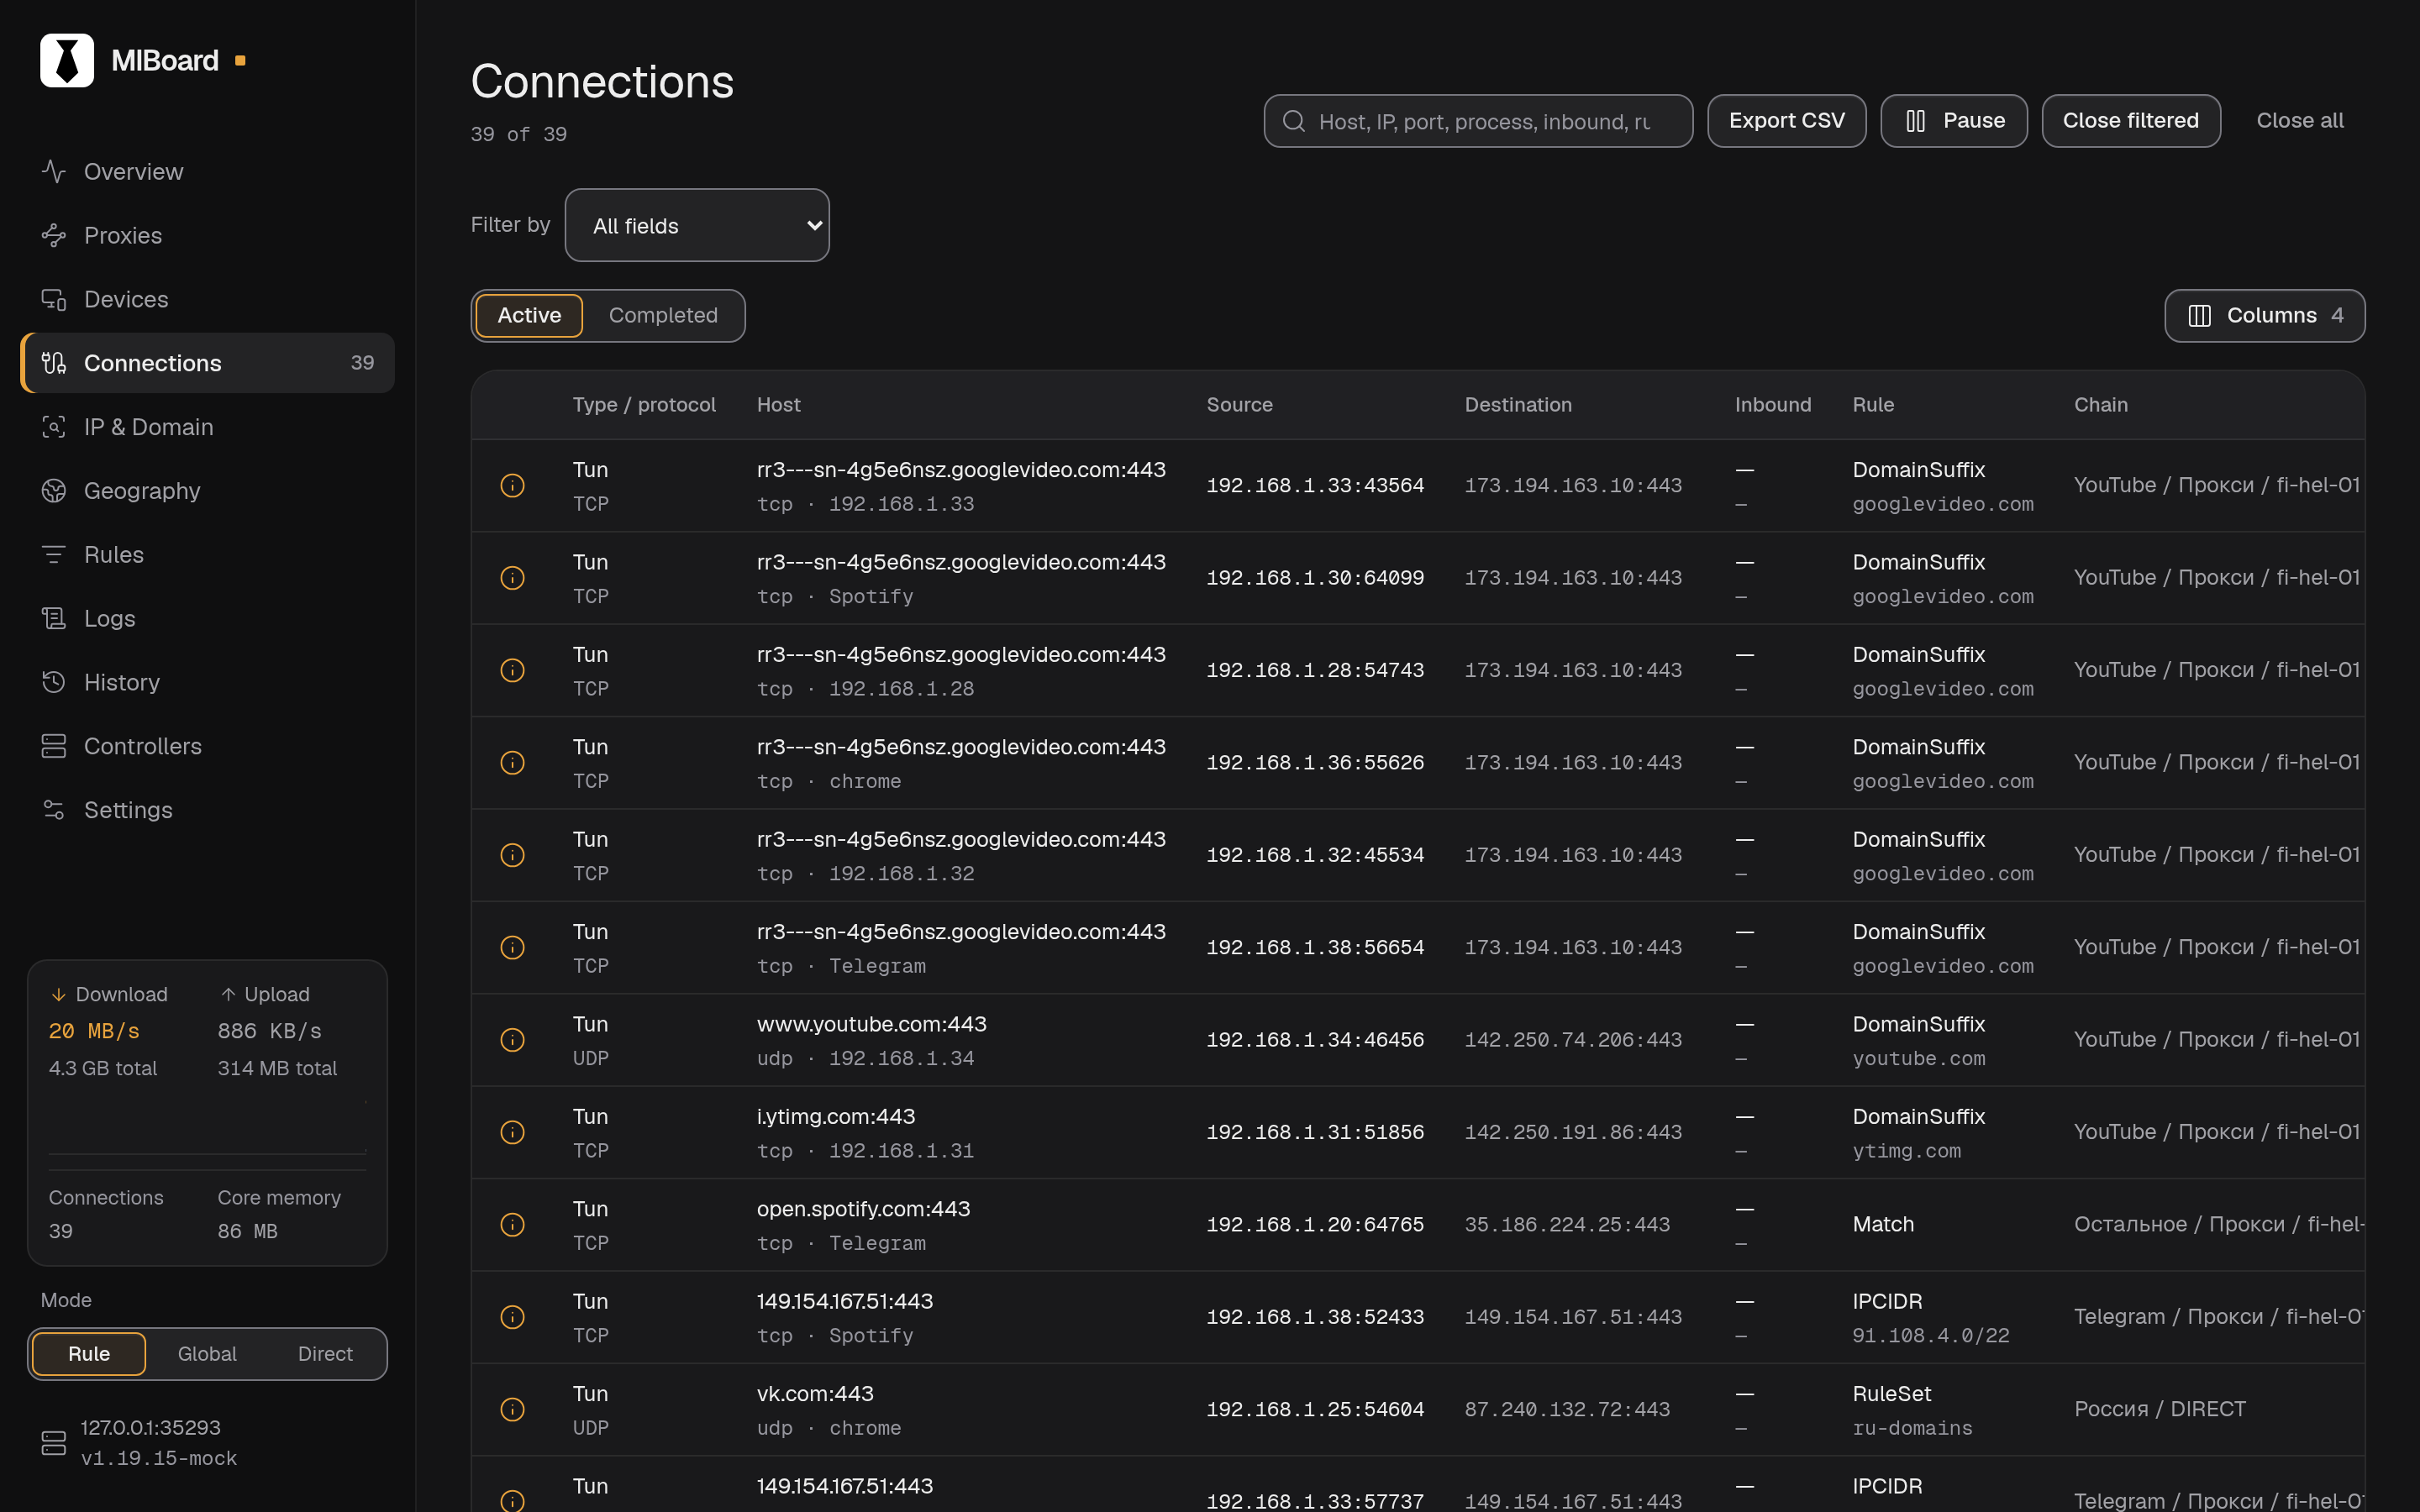 MIBoard
Overview
Proxies
Devices
Connections 39
IP & Domain
Geography
Rules
Logs
History
Controllers
Settings
Download Upload
20 MB/s 886 KB/s
4.3 GB total 314 MB total
Connections Core memory
39 86 MB
Mode
Rule Global Direct
127.0.0.1:35293
v1.19.15-mock
Connections
39 of 39
Host, IP, port, process, inbound, ru Export CSV Pause Close filtered Close all
Filter by All fields
Active Completed Columns 4
Type / protocol Host Source Destination Inbound Rule Chain
Tun rr3---sn-4g5e6nsz.googlevideo.com:443 — DomainSuffix
192.168.1.33:43564 173.194.163.10:443 YouTube / Прокси / fi-hel-01
TCP tcp · 192.168.1.33 — googlevideo.com
Tun rr3---sn-4g5e6nsz.googlevideo.com:443 — DomainSuffix
192.168.1.30:64099 173.194.163.10:443 YouTube / Прокси / fi-hel-01
TCP tcp · Spotify — googlevideo.com
Tun rr3---sn-4g5e6nsz.googlevideo.com:443 — DomainSuffix
192.168.1.28:54743 173.194.163.10:443 YouTube / Прокси / fi-hel-01
TCP tcp · 192.168.1.28 — googlevideo.com
Tun rr3---sn-4g5e6nsz.googlevideo.com:443 — DomainSuffix
192.168.1.36:55626 173.194.163.10:443 YouTube / Прокси / fi-hel-01
TCP tcp · chrome — googlevideo.com
Tun rr3---sn-4g5e6nsz.googlevideo.com:443 — DomainSuffix
192.168.1.32:45534 173.194.163.10:443 YouTube / Прокси / fi-hel-01
TCP tcp · 192.168.1.32 — googlevideo.com
Tun rr3---sn-4g5e6nsz.googlevideo.com:443 — DomainSuffix
192.168.1.38:56654 173.194.163.10:443 YouTube / Прокси / fi-hel-01
TCP tcp · Telegram — googlevideo.com
Tun www.youtube.com:443 — DomainSuffix
192.168.1.34:46456 142.250.74.206:443 YouTube / Прокси / fi-hel-01
UDP udp · 192.168.1.34 — youtube.com
Tun i.ytimg.com:443 — DomainSuffix
192.168.1.31:51856 142.250.191.86:443 YouTube / Прокси / fi-hel-01
TCP tcp · 192.168.1.31 — ytimg.com
Tun open.spotify.com:443 —
192.168.1.20:64765 35.186.224.25:443 Match Остальное / Прокси / fi-hel-
TCP tcp · Telegram —
Tun 149.154.167.51:443 — IPCIDR
192.168.1.38:52433 149.154.167.51:443 Telegram / Прокси / fi-hel-01
TCP tcp · Spotify — 91.108.4.0/22
Tun vk.com:443 — RuleSet
192.168.1.25:54604 87.240.132.72:443 Россия / DIRECT
UDP udp · chrome — ru-domains
Tun 149.154.167.51:443 — IPCIDR
192.168.1.33:57737 149.154.167.51:443 Telegram / Прокси / fi-hel-01